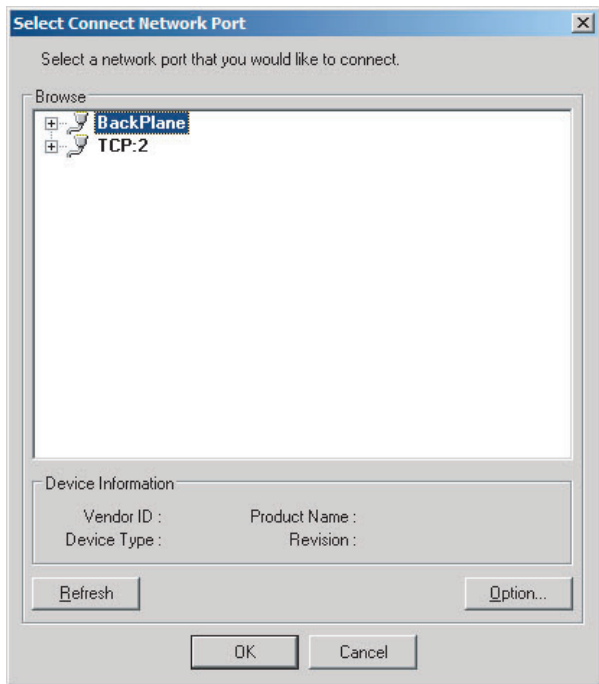 Select Connect Network Port
Select a network port that you would like to connect.
Browse
BackPlane
TCP:2
Device Information
Vendor ID : Product Name :
Device Type : Revision :
Refresh Option...
OK Cancel